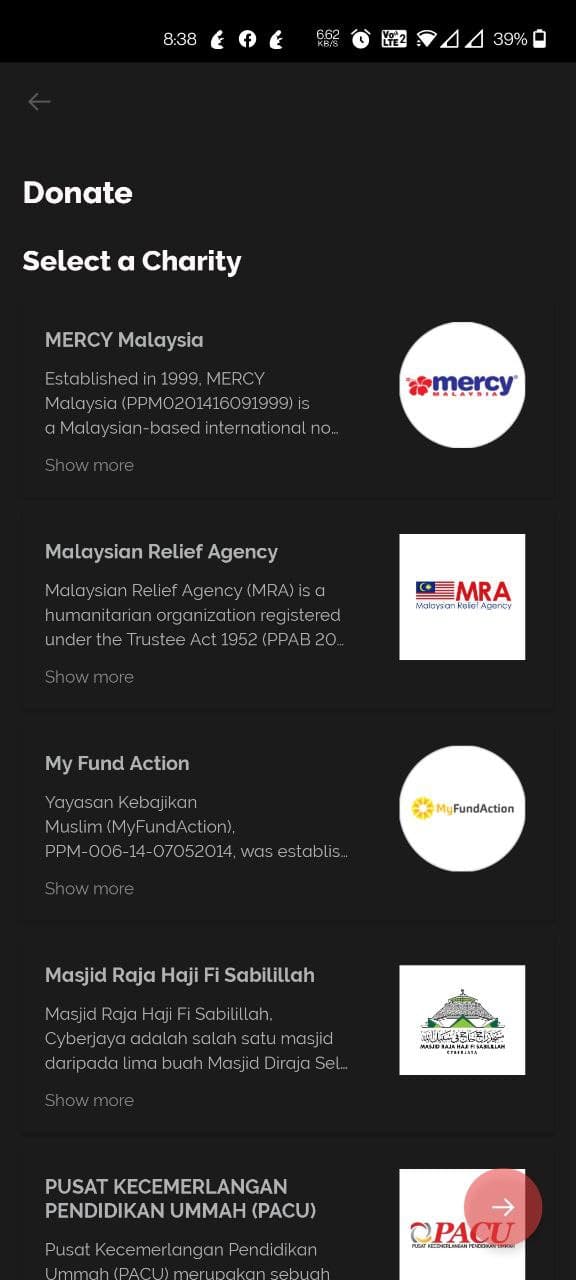 8:38
6.62
KB/S
Vo
LTE2
39%
Donate
Select a Charity
MERCY Malaysia
Established in 1999, MERCY
Malaysia (PPM0201416091999) is
a Malaysian-based international no…
Show more
mercy
MALAYSIA
Malaysian Relief Agency
Malaysian Relief Agency (MRA) is a
humanitarian organization registered
under the Trustee Act 1952 (PPAB 20…
Show more
MRA
Malaysian Relief Agency
My Fund Action
Yayasan Kebajikan
Muslim (MyFundAction),
PPM-006-14-07052014, was establis…
Show more
MyFundAction
Masjid Raja Haji Fi Sabilillah
Masjid Raja Haji Fi Sabilillah,
Cyberjaya adalah salah satu masjid
daripada lima buah Masjid Diraja Sel…
Show more
MASJID RAJA HAJI FI SABILILLAH
CYBERJAYA
PUSAT KECEMERLANGAN
PENDIDIKAN UMMAH (PACU)
Pusat Kecemerlangan Pendidikan
Ummah (PACU) merupakan sebuah
PACU
PUSAT KECEMERLANGAN PENDIDIKAN UMMAH